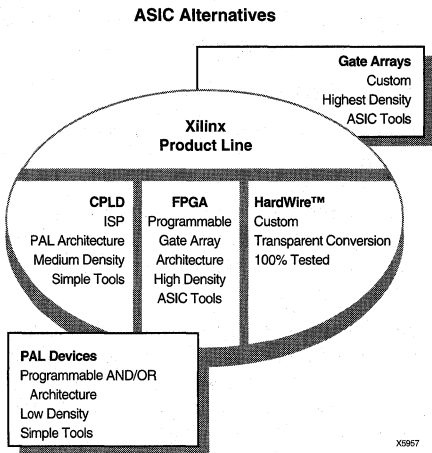 ASIC Alternatives
Gate Arrays
Custom
Highest Density
ASIC Tools
Xilinx
Product Line
CPLD
ISP
PAL Architecture
Medium Density
Simple Tools
FPGA
Programmable
Gate Array
Architecture
High Density
ASIC Tools
HardWire™
Custom
Transparent Conversion
100% Tested
PAL Devices
Programmable AND/OR
Architecture
Low Density
Simple Tools
X5957